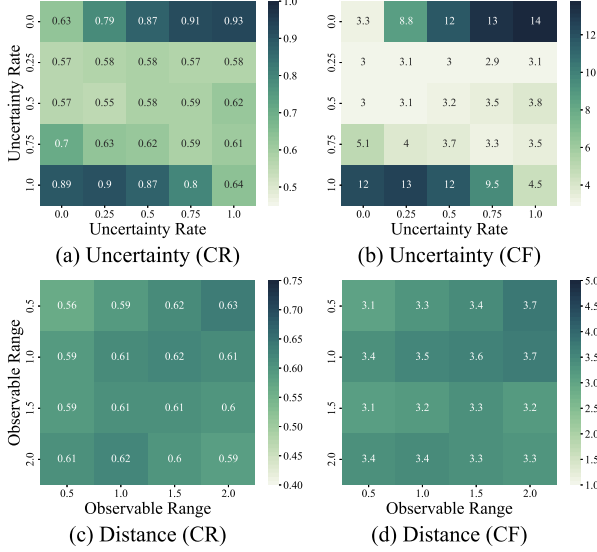 0.0 0.63 0.79 0.87 0.91 0.93
0.25 0.57 0.58 0.58 0.57 0.58
0.5 0.57 0.55 0.58 0.59 0.62
0.75 0.7 0.63 0.62 0.59 0.61
1.0 0.89 0.9 0.87 0.8 0.64
0.0 0.25 0.5 0.75 1.0
Uncertainty Rate
Uncertainty Rate
1.0
0.9
0.8
0.7
0.6
0.5
(a) Uncertainty (CR)
0.0 3.3 8.8 12 13 14
0.25 3 3.1 3 2.9 3.1
0.5 3 3.1 3.2 3.5 3.8
0.75 5.1 4 3.7 3.3 3.5
1.0 12 13 12 9.5 4.5
0.0 0.25 0.5 0.75 1.0
Uncertainty Rate
12
10
8
6
4
(b) Uncertainty (CF)
0.5 0.56 0.59 0.62 0.63
1.0 0.59 0.61 0.62 0.61
1.5 0.59 0.61 0.61 0.6
2.0 0.61 0.62 0.6 0.59
0.5 1.0 1.5 2.0
Observable Range
Observable Range
0.75
0.70
0.65
0.60
0.55
0.50
0.45
0.40
(c) Distance (CR)
0.5 3.1 3.3 3.4 3.7
1.0 3.4 3.5 3.6 3.7
1.5 3.1 3.2 3.3 3.2
2.0 3.4 3.4 3.3 3.3
0.5 1.0 1.5 2.0
Observable Range
5.0
4.5
4.0
3.5
3.0
2.5
2.0
1.5
1.0
(d) Distance (CF)